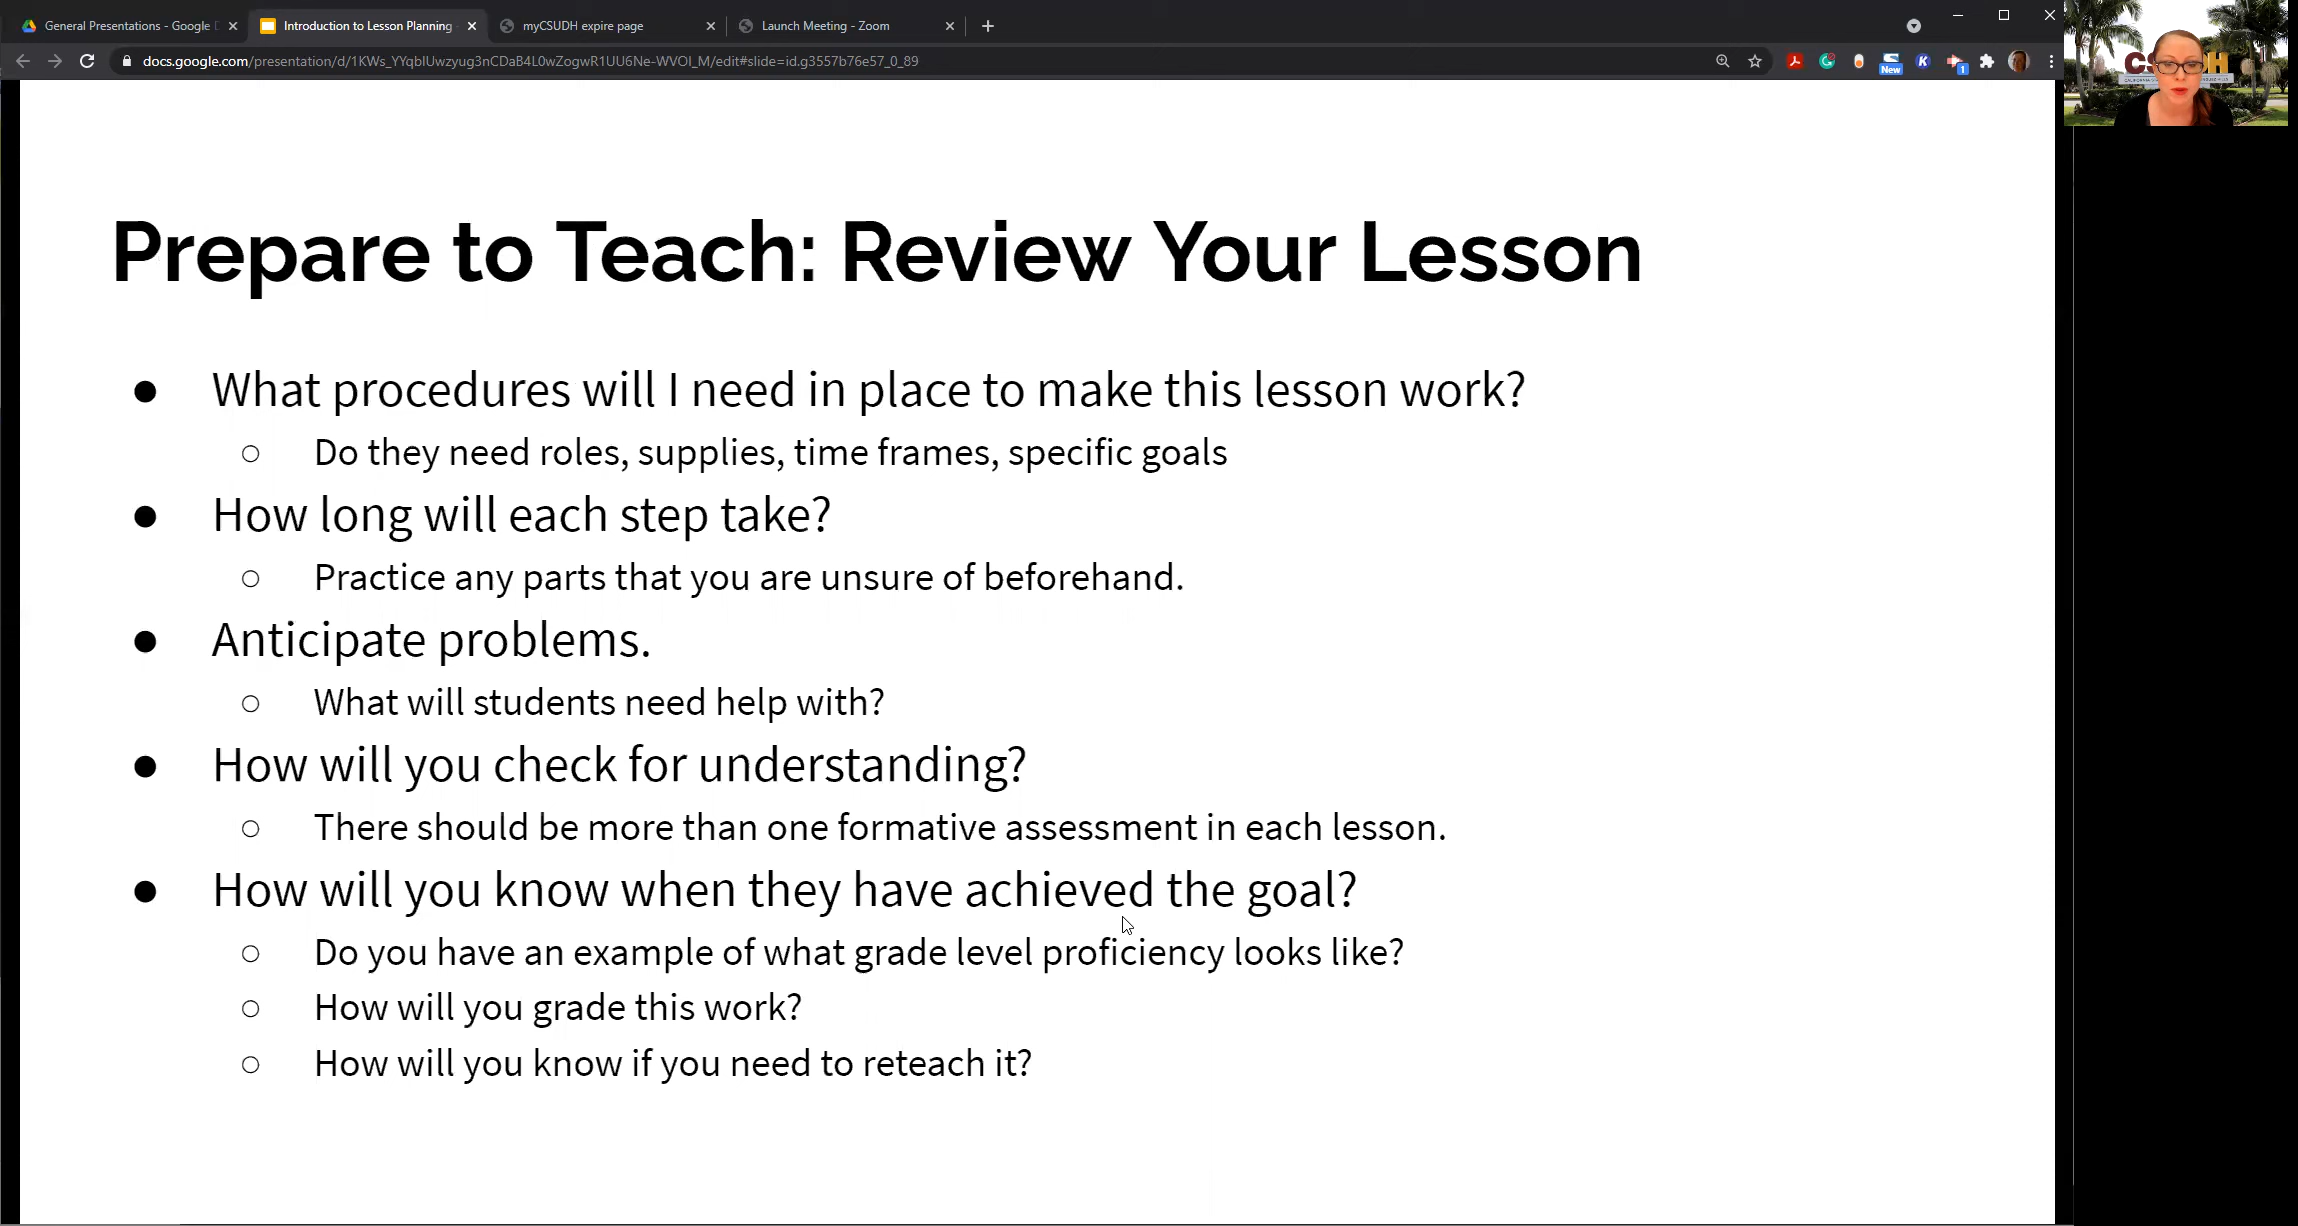 General Presentations - Google
Introduction to Lesson Planning
myCSUDH expire page
Launch Meeting - Zoom
docs.google.com/presentation/d/1KWs_YYqbIUwzyug3nCDaB4L0wZogwR1UU6Ne-WVOI_M/edit#slide=id.g3557b76e57_0_89
New
K
1
Prepare to Teach: Review Your Lesson
● What procedures will I need in place to make this lesson work?
○ Do they need roles, supplies, time frames, specific goals
● How long will each step take?
○ Practice any parts that you are unsure of beforehand.
● Anticipate problems.
○ What will students need help with?
● How will you check for understanding?
○ There should be more than one formative assessment in each lesson.
● How will you know when they have achieved the goal?
○ Do you have an example of what grade level proficiency looks like?
○ How will you grade this work?
○ How will you know if you need to reteach it?